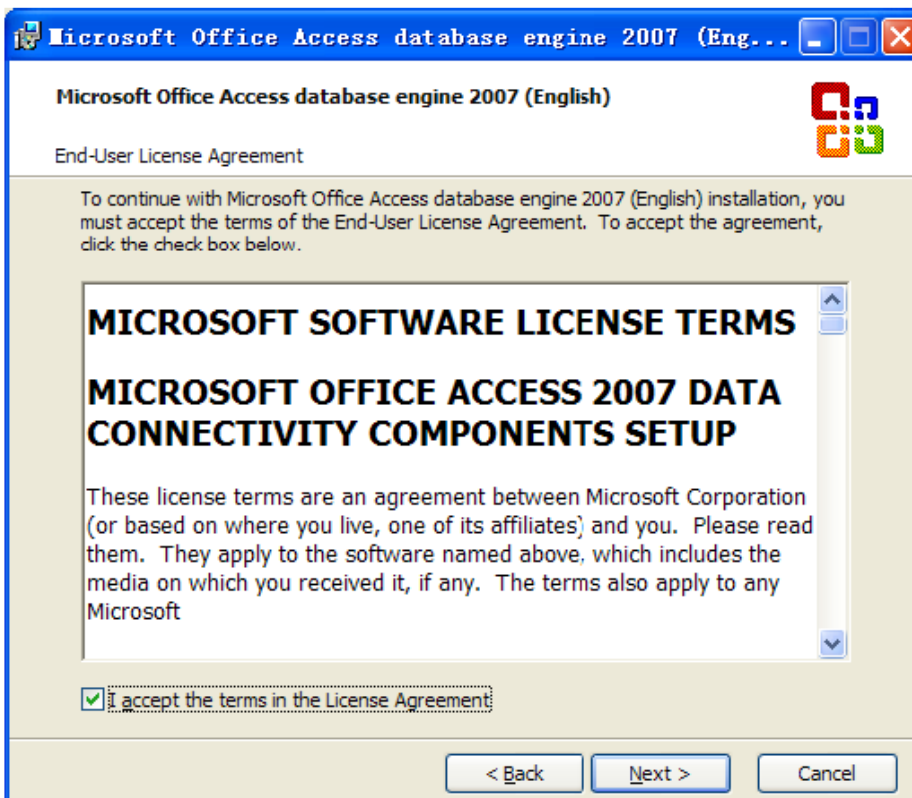 Microsoft Office Access database engine 2007 (Eng...
Microsoft Office Access database engine 2007 (English)
End-User License Agreement
To continue with Microsoft Office Access database engine 2007 (English) installation, you
must accept the terms of the End-User License Agreement.  To accept the agreement,
click the check box below.
MICROSOFT SOFTWARE LICENSE TERMS
MICROSOFT OFFICE ACCESS 2007 DATA
CONNECTIVITY COMPONENTS SETUP
These license terms are an agreement between Microsoft Corporation
(or based on where you live, one of its affiliates) and you.  Please read
them.  They apply to the software named above, which includes the
media on which you received it, if any.  The terms also apply to any
Microsoft
I accept the terms in the License Agreement
< Back
Next >
Cancel